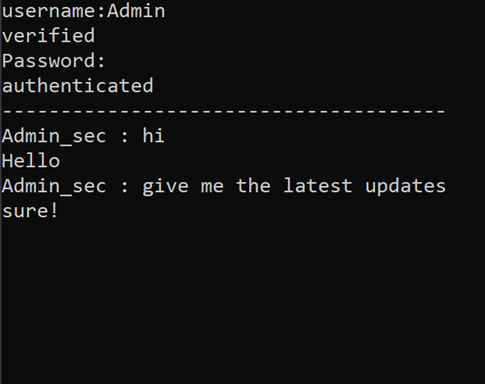 username:Admin
verified
Password:
authenticated
--------------------------------------
Admin_sec : hi
Hello
Admin_sec : give me the latest updates
sure!